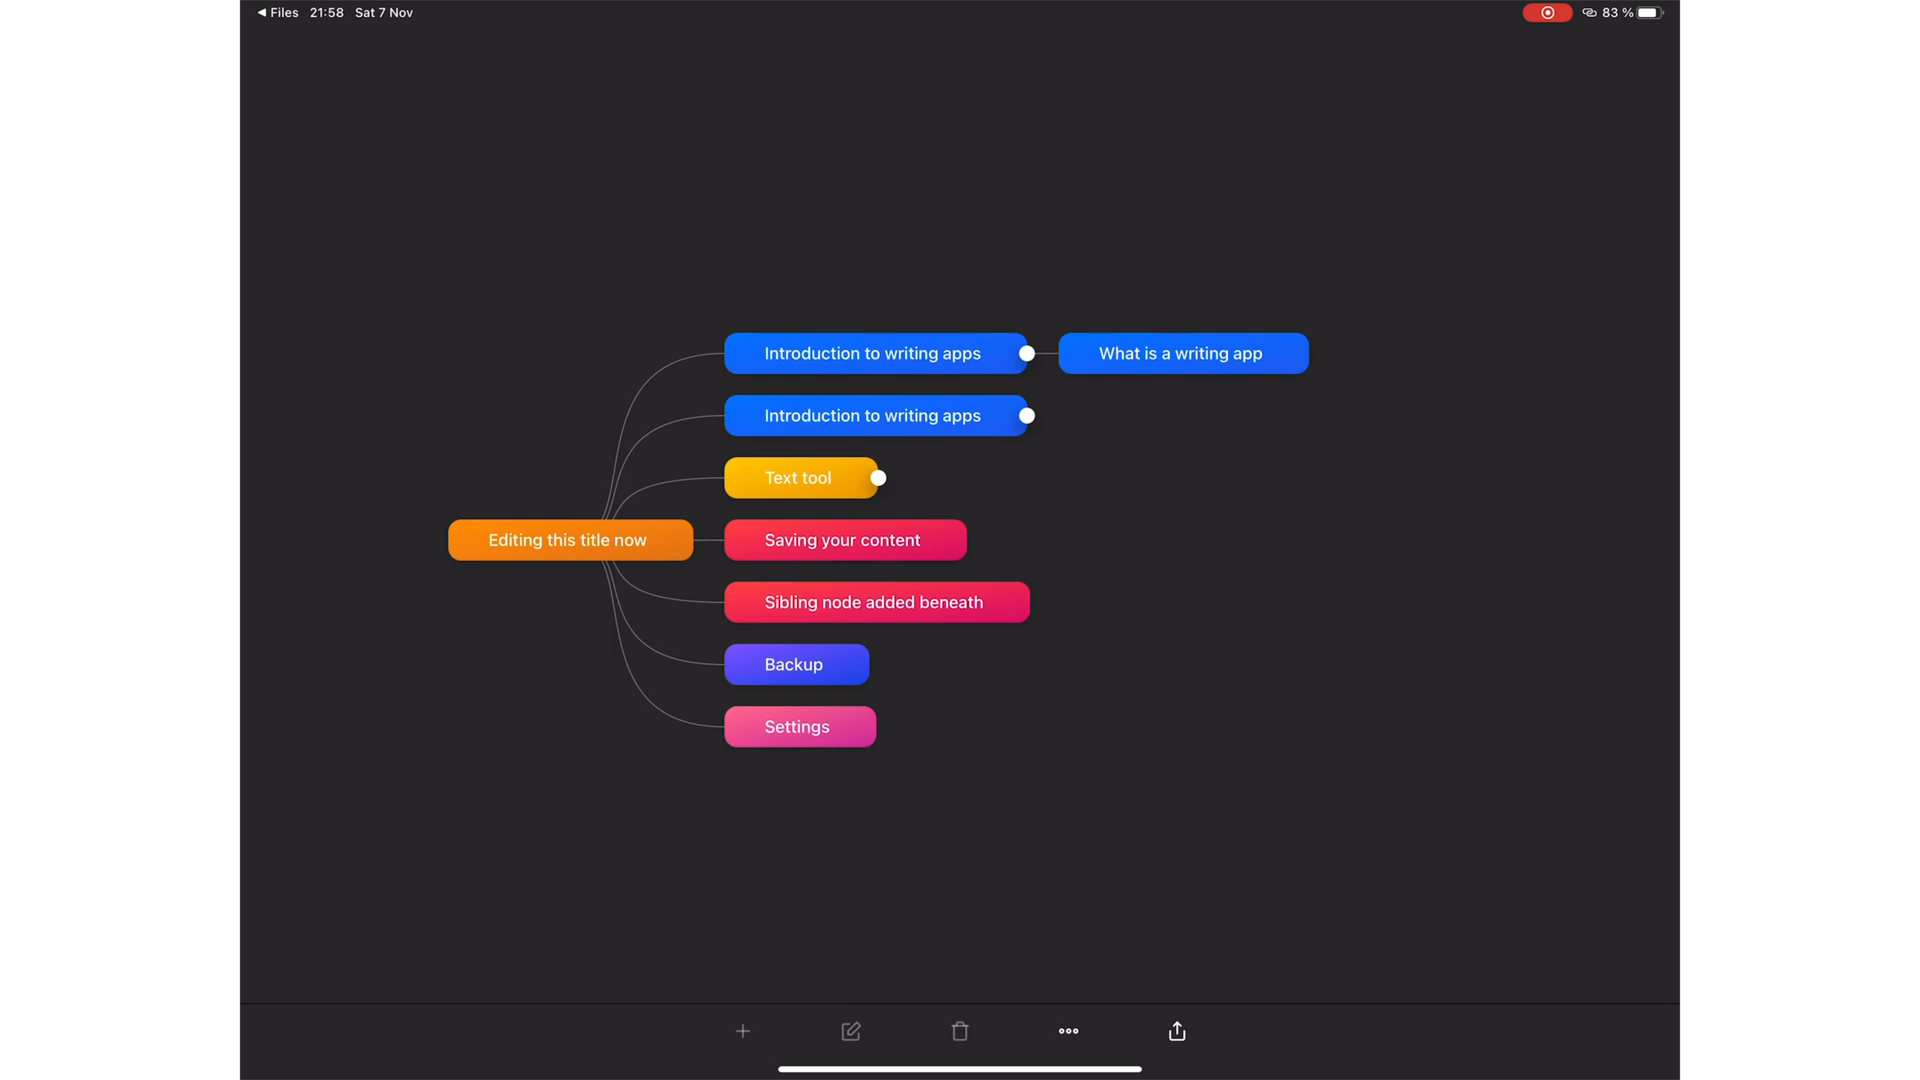 Files 21:58 Sat 7 Nov 83 %
Introduction to writing apps
What is a writing app
Introduction to writing apps
Text tool
Editing this title now
Saving your content
Sibling node added beneath
Backup
Settings